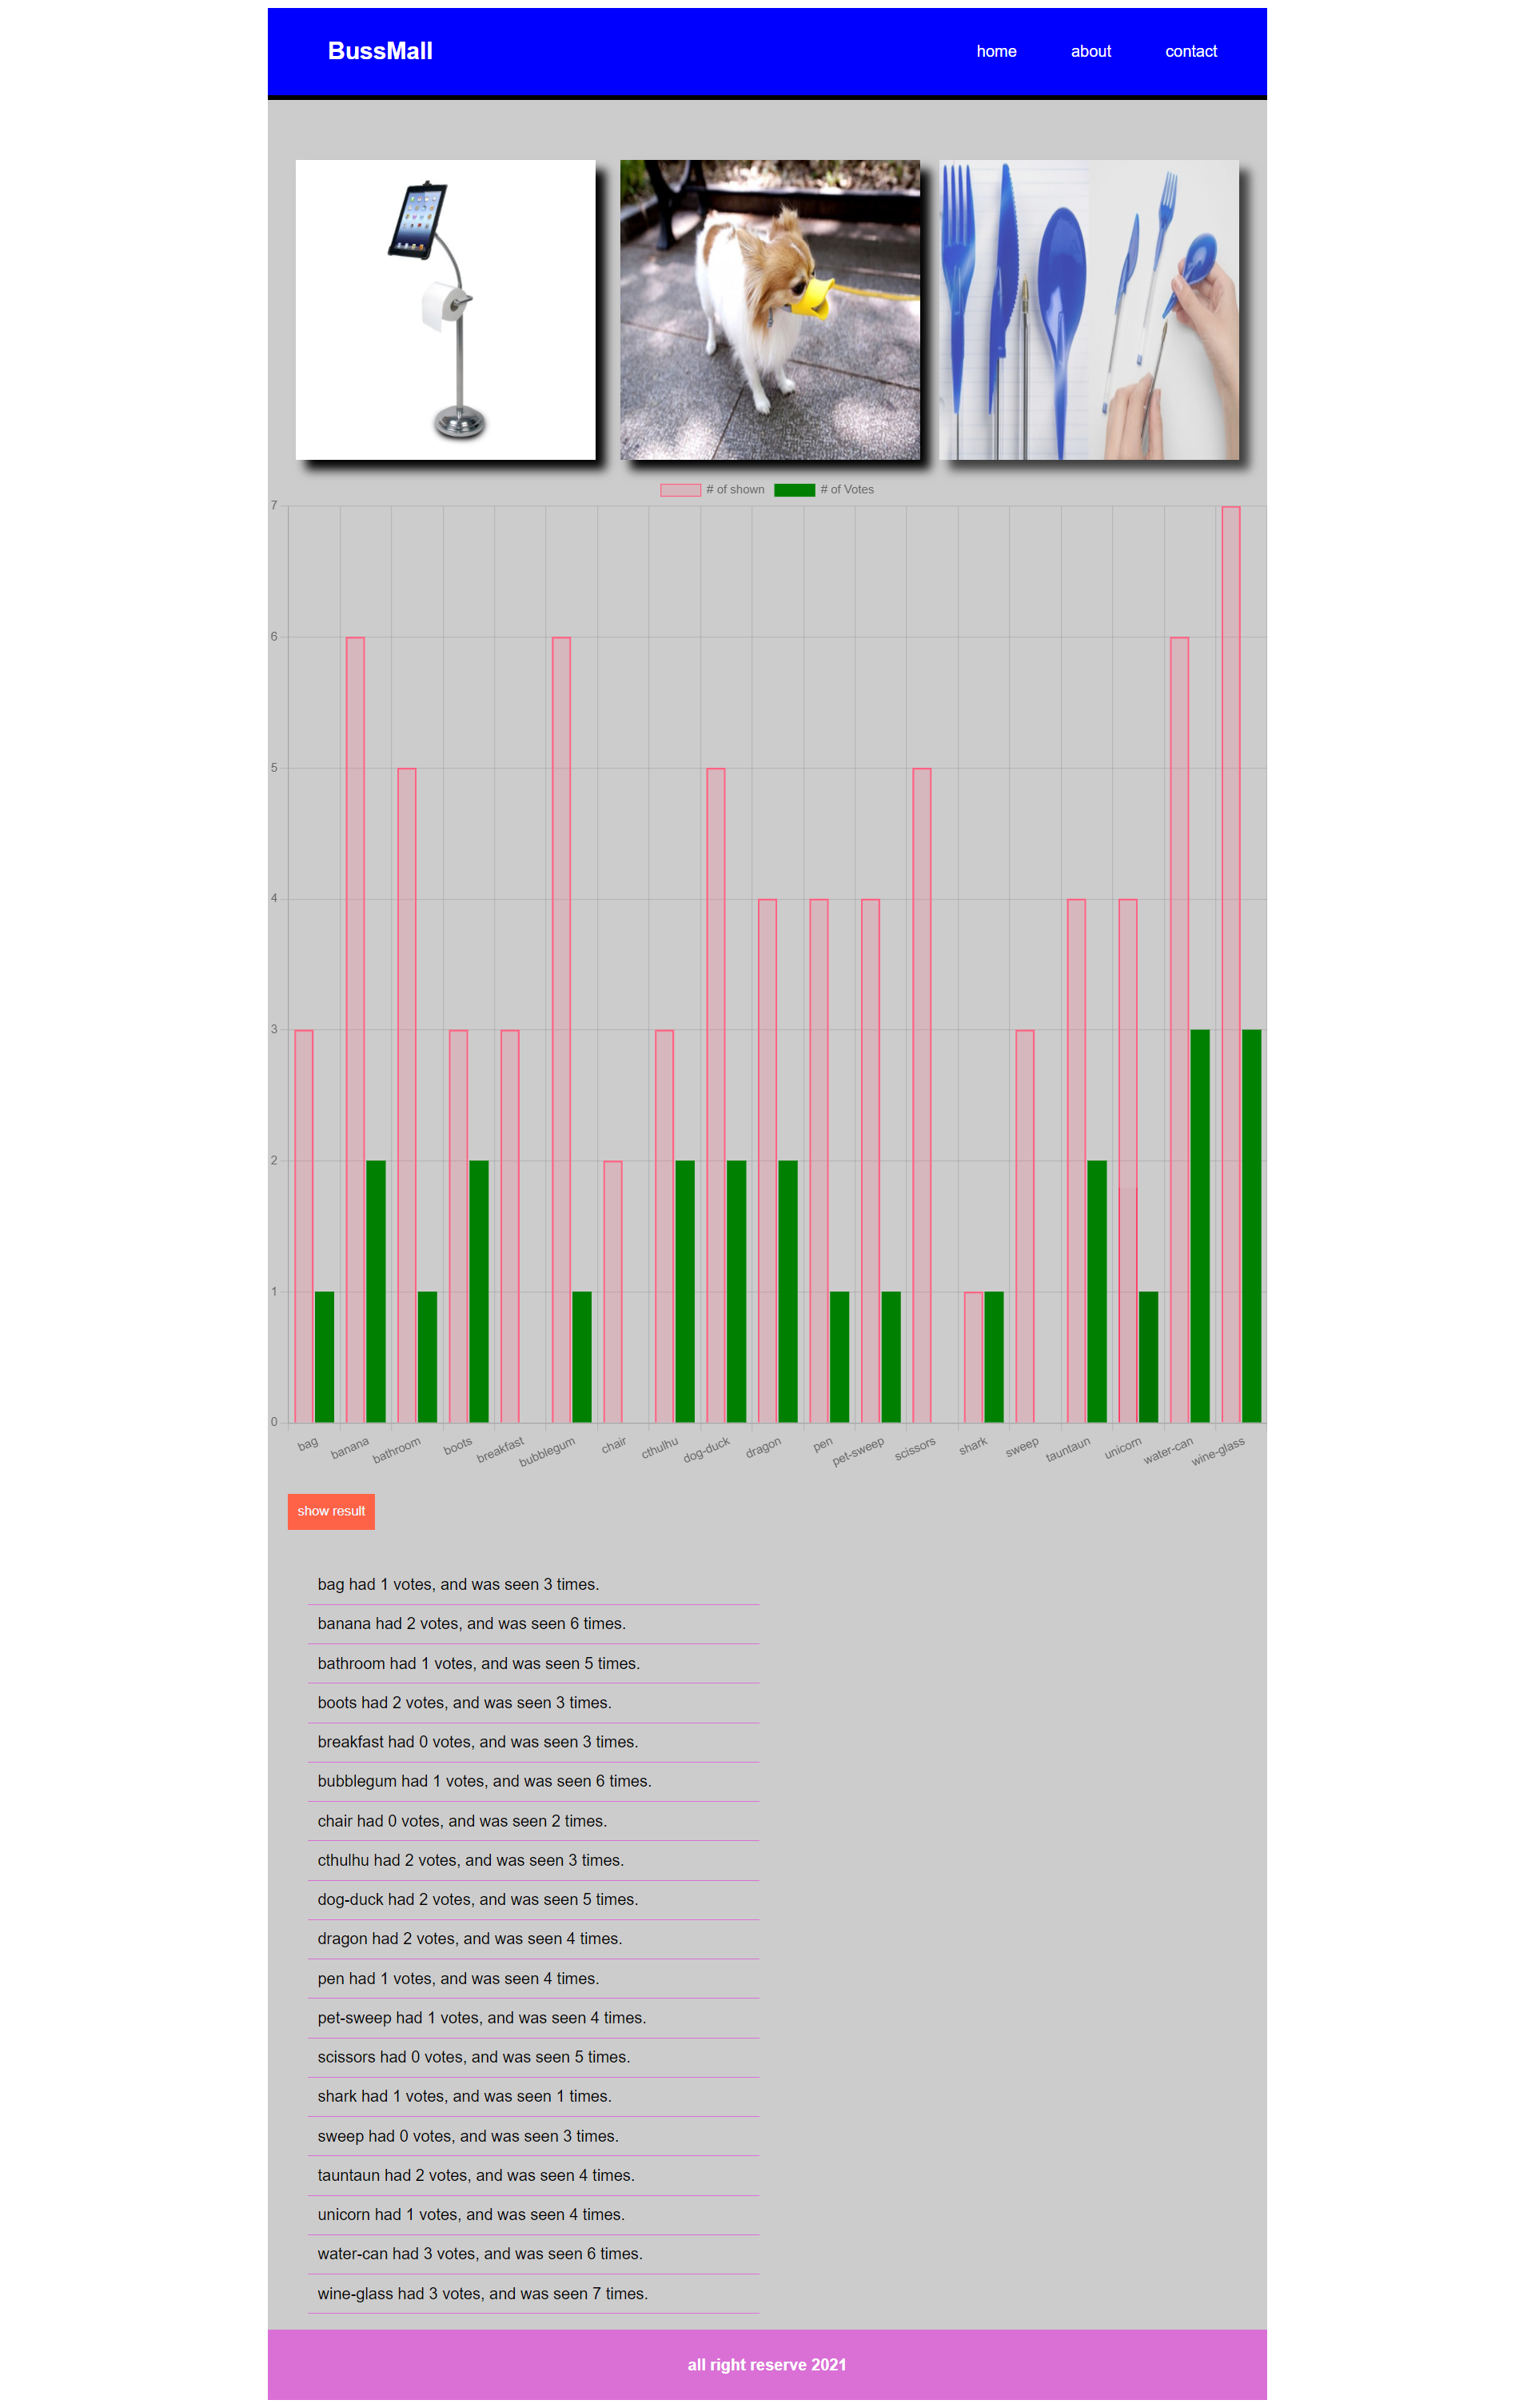 BussMall
home about contact
# of shown # of Votes
7
6
5
4
3
2
1
0
bag banana bathroom boots breakfast bubblegum chair cthulhu dog-duck dragon pen pet-sweep scissors shark sweep tauntaun unicorn water-can wine-glass
show result
bag had 1 votes, and was seen 3 times.
banana had 2 votes, and was seen 6 times.
bathroom had 1 votes, and was seen 5 times.
boots had 2 votes, and was seen 3 times.
breakfast had 0 votes, and was seen 3 times.
bubblegum had 1 votes, and was seen 6 times.
chair had 0 votes, and was seen 2 times.
cthulhu had 2 votes, and was seen 3 times.
dog-duck had 2 votes, and was seen 5 times.
dragon had 2 votes, and was seen 4 times.
pen had 1 votes, and was seen 4 times.
pet-sweep had 1 votes, and was seen 4 times.
scissors had 0 votes, and was seen 5 times.
shark had 1 votes, and was seen 1 times.
sweep had 0 votes, and was seen 3 times.
tauntaun had 2 votes, and was seen 4 times.
unicorn had 1 votes, and was seen 4 times.
water-can had 3 votes, and was seen 6 times.
wine-glass had 3 votes, and was seen 7 times.
all right reserve 2021